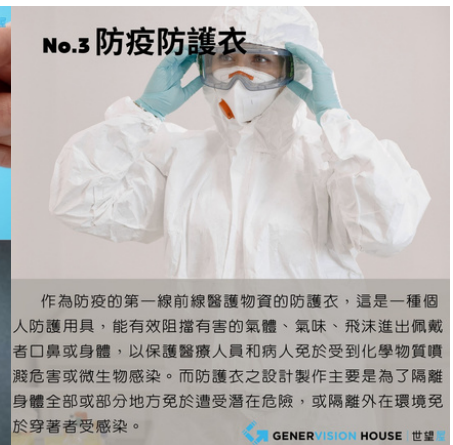 No.3 防疫防護衣
作為防疫的第一線前線醫護物資的防護衣，這是一種個
人防護用具，能有效阻擋有害的氣體、氣味、飛沫進出佩戴
者口鼻或身體，以保護醫療人員和病人免於受到化學物質噴
濺危害或微生物感染。而防護衣之設計製作主要是為了隔離
身體全部或部分地方免於遭受潛在危險，或隔離外在環境免
於穿著者受感染。
GENERVISION HOUSE 世望屋